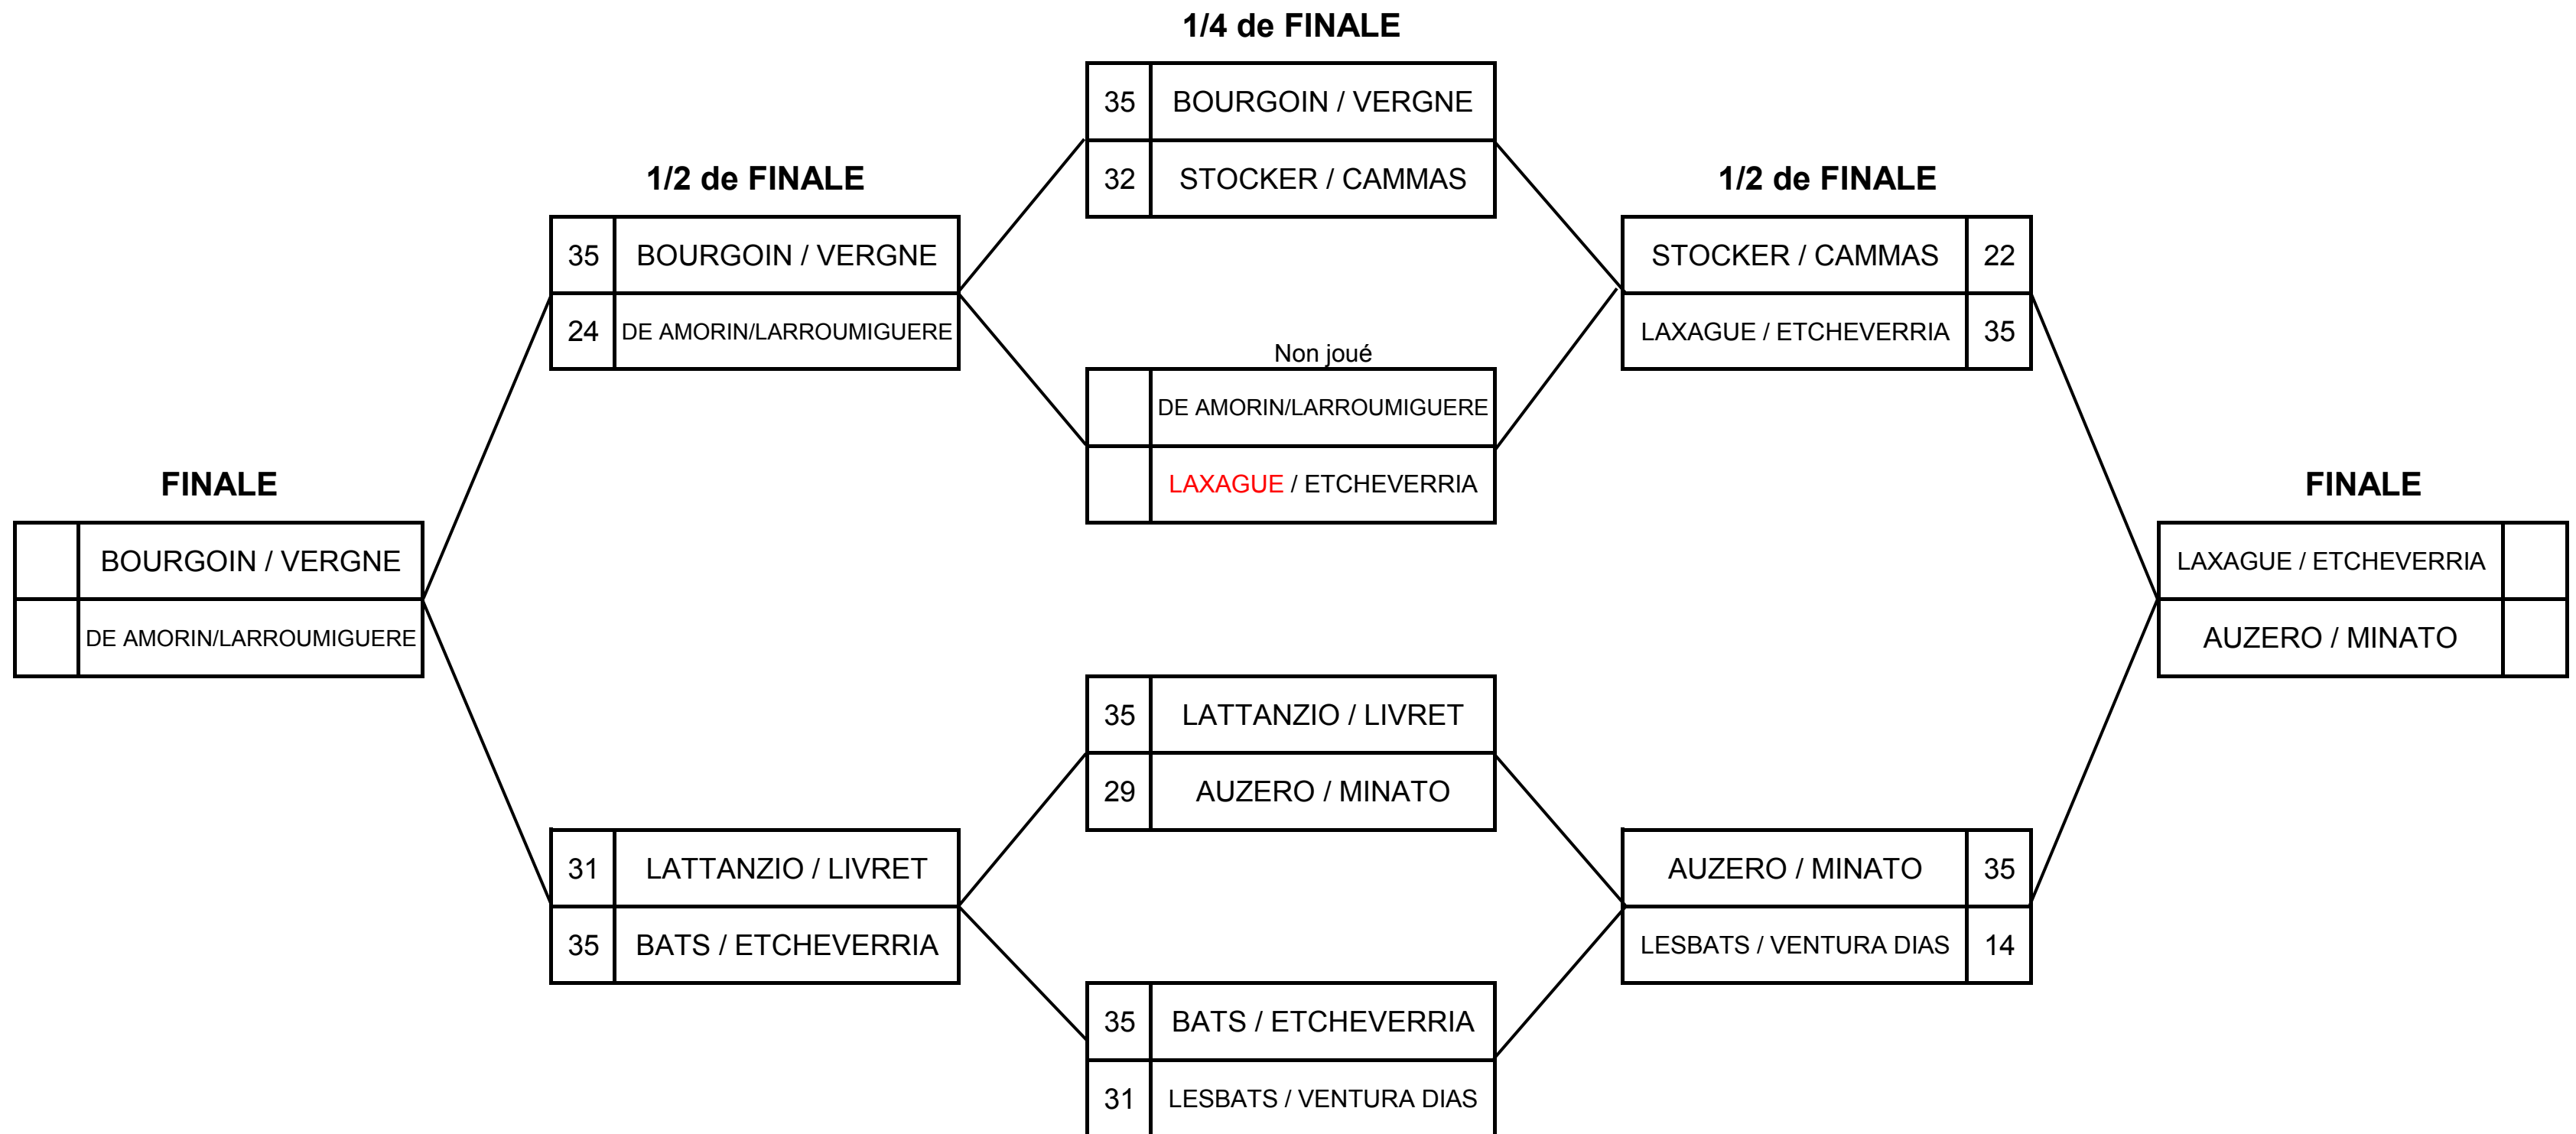 1/4 de FINALE
35 BOURGOIN / VERGNE
32 STOCKER / CAMMAS
1/2 de FINALE
35 BOURGOIN / VERGNE
24 DE AMORIN/LARROUMIGUERE
1/2 de FINALE
STOCKER / CAMMAS 22
LAXAGUE / ETCHEVERRIA 35
Non joué
DE AMORIN/LARROUMIGUERE
LAXAGUE / ETCHEVERRIA
FINALE
BOURGOIN / VERGNE
DE AMORIN/LARROUMIGUERE
FINALE
LAXAGUE / ETCHEVERRIA
AUZERO / MINATO
35 LATTANZIO / LIVRET
29 AUZERO / MINATO
31 LATTANZIO / LIVRET
35 BATS / ETCHEVERRIA
AUZERO / MINATO 35
LESBATS / VENTURA DIAS 14
35 BATS / ETCHEVERRIA
31 LESBATS / VENTURA DIAS